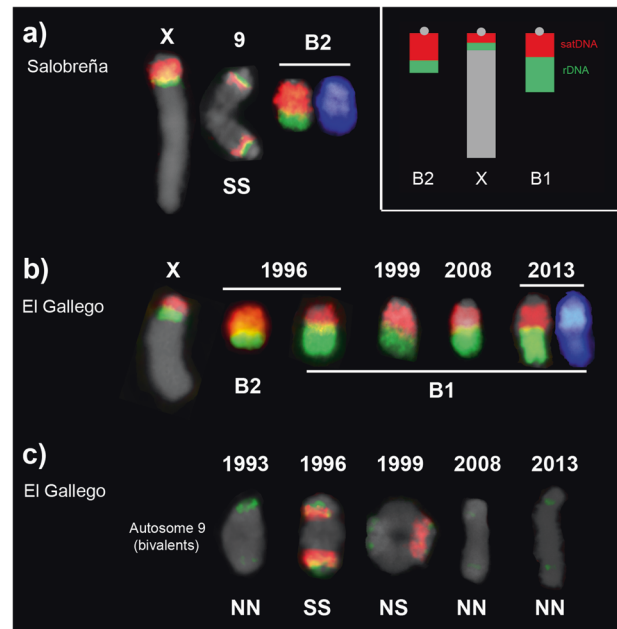 a)
Salobreña
X 9 B2
SS
satDNA
rDNA
B2 X B1
b)
El Gallego
X 1996 1999 2008 2013
B2 B1
c)
El Gallego
1993 1996 1999 2008 2013
Autosome 9
(bivalents)
NN SS NS NN NN